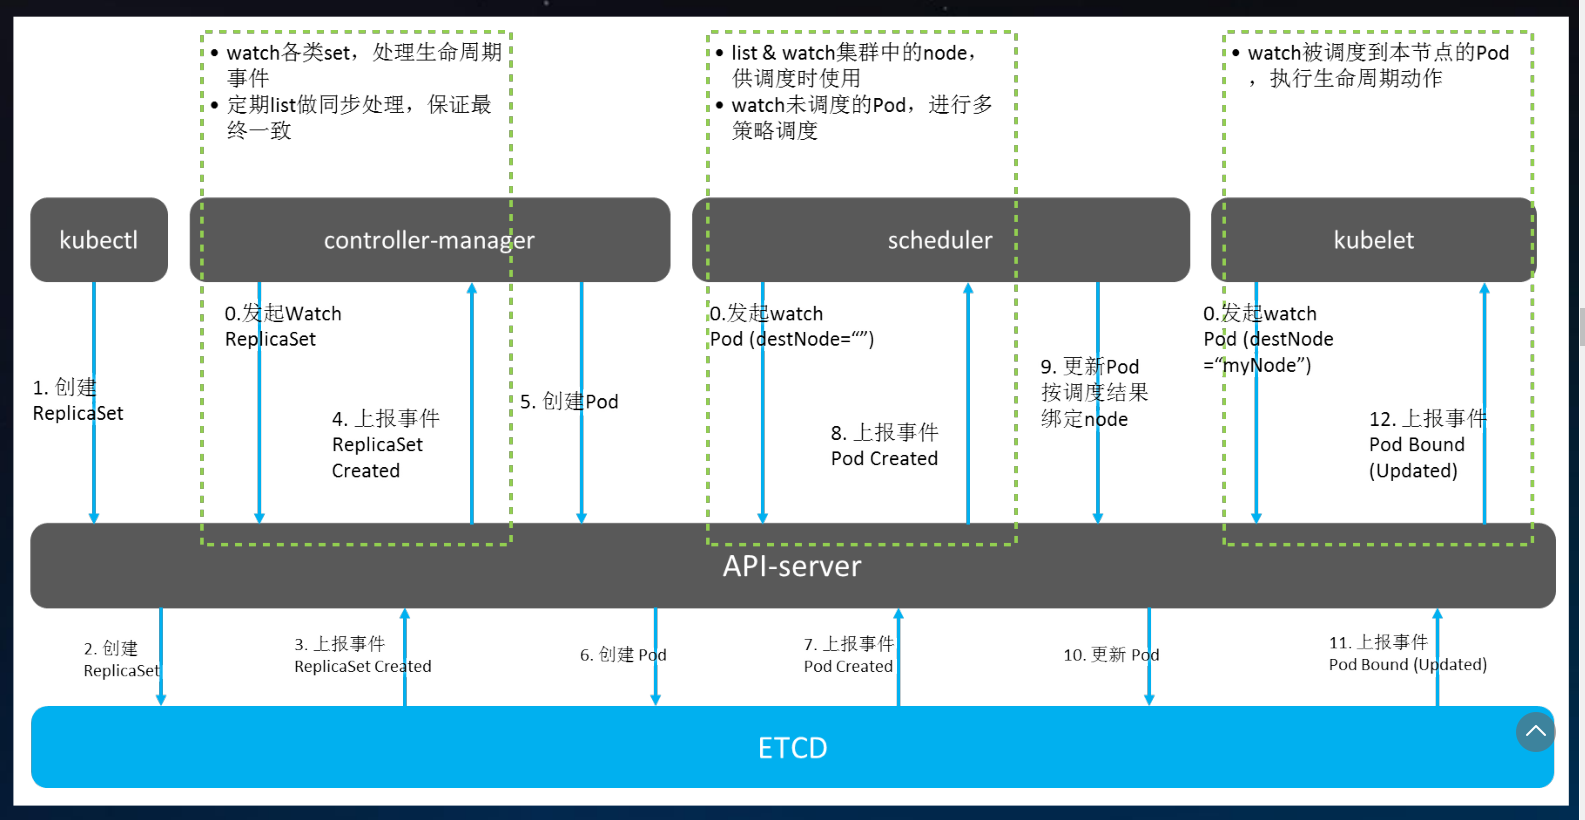 • watch各类set，处理生命周期
事件
• 定期list做同步处理，保证最
终一致
• list & watch集群中的node，
供调度时使用
• watch未调度的Pod，进行多
策略调度
• watch被调度到本节点的Pod
，执行生命周期动作
kubectl
controller-manager
scheduler
kubelet
0.发起Watch
ReplicaSet
0.发起watch
Pod (destNode=“”)
0.发起watch
Pod (destNode
=“myNode”)
1. 创建
ReplicaSet
4. 上报事件
ReplicaSet
Created
5. 创建Pod
8. 上报事件
Pod Created
9. 更新Pod
按调度结果
绑定node
12. 上报事件
Pod Bound
(Updated)
API-server
2. 创建
ReplicaSet
3. 上报事件
ReplicaSet Created
6. 创建 Pod
7. 上报事件
Pod Created
10. 更新 Pod
11. 上报事件
Pod Bound (Updated)
ETCD